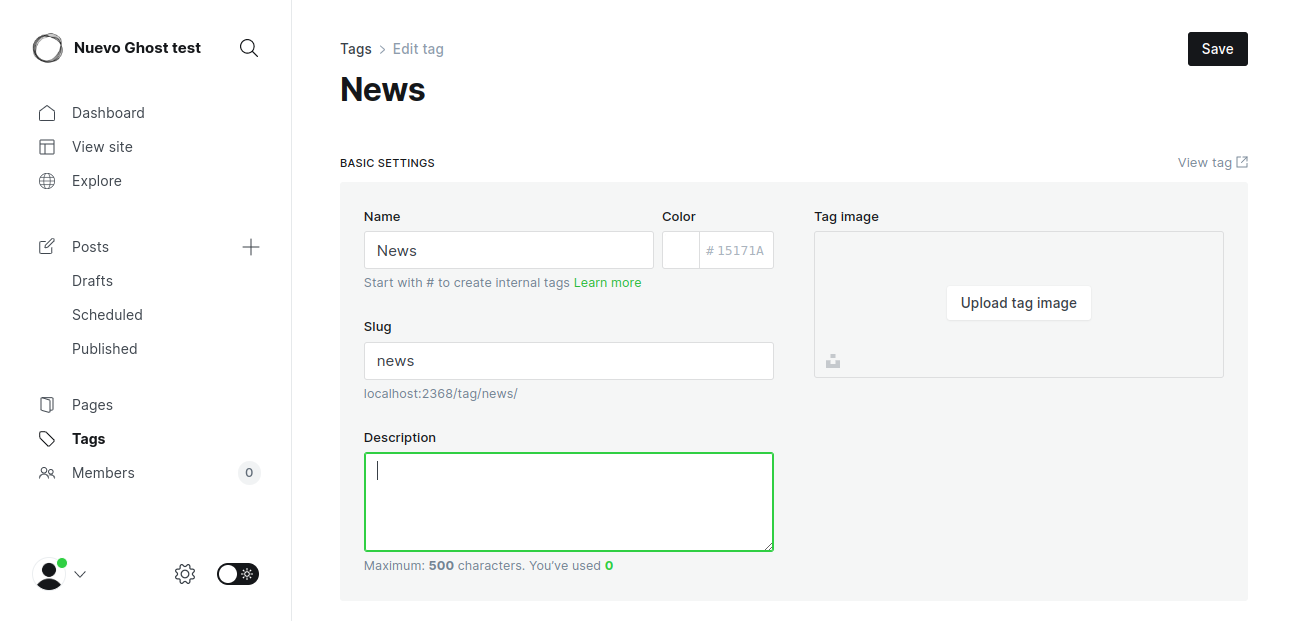 Nuevo Ghost test
Dashboard
View site
Explore
Posts
Drafts
Scheduled
Published
Pages
Tags
Members 0
Tags > Edit tag
Save
News
BASIC SETTINGS
View tag
Name
News
Start with # to create internal tags Learn more
Color
# 15171A
Slug
news
localhost:2368/tag/news/
Description
Maximum: 500 characters. You've used 0
Tag image
Upload tag image